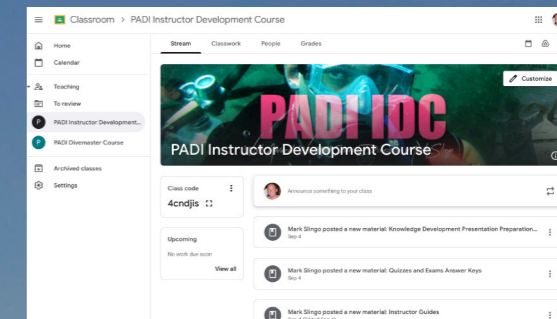 Classroom > PADI Instructor Development Course
Home
Calendar
Teaching
To review
P PADI Instructor Development...
P PADI Divemaster Course
Archived classes
Settings
Stream Classwork People Grades
Customize
PADI IDC
PADI Instructor Development Course
Class code
4cndjis
Upcoming
No work due soon
View all
Announce something to your class
Mark Slingo posted a new material: Knowledge Development Presentation Preparation...
Sep 4
Mark Slingo posted a new material: Quizzes and Exams Answer Keys
Sep 4
Mark Slingo posted a new material: Instructor Guides